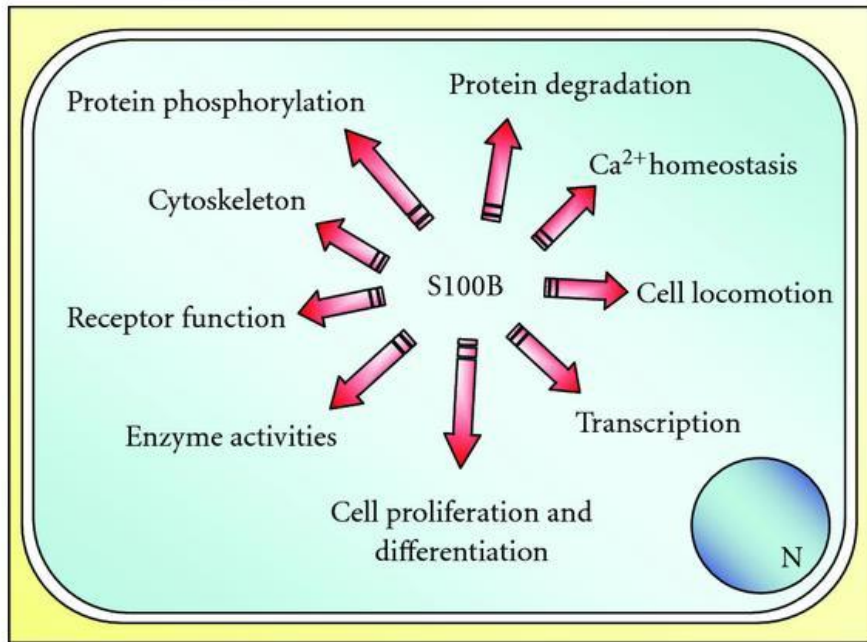 Protein phosphorylation
Protein degradation
Ca²⁺ homeostasis
Cytoskeleton
S100B
Cell locomotion
Receptor function
Enzyme activities
Transcription
Cell proliferation and
differentiation
N